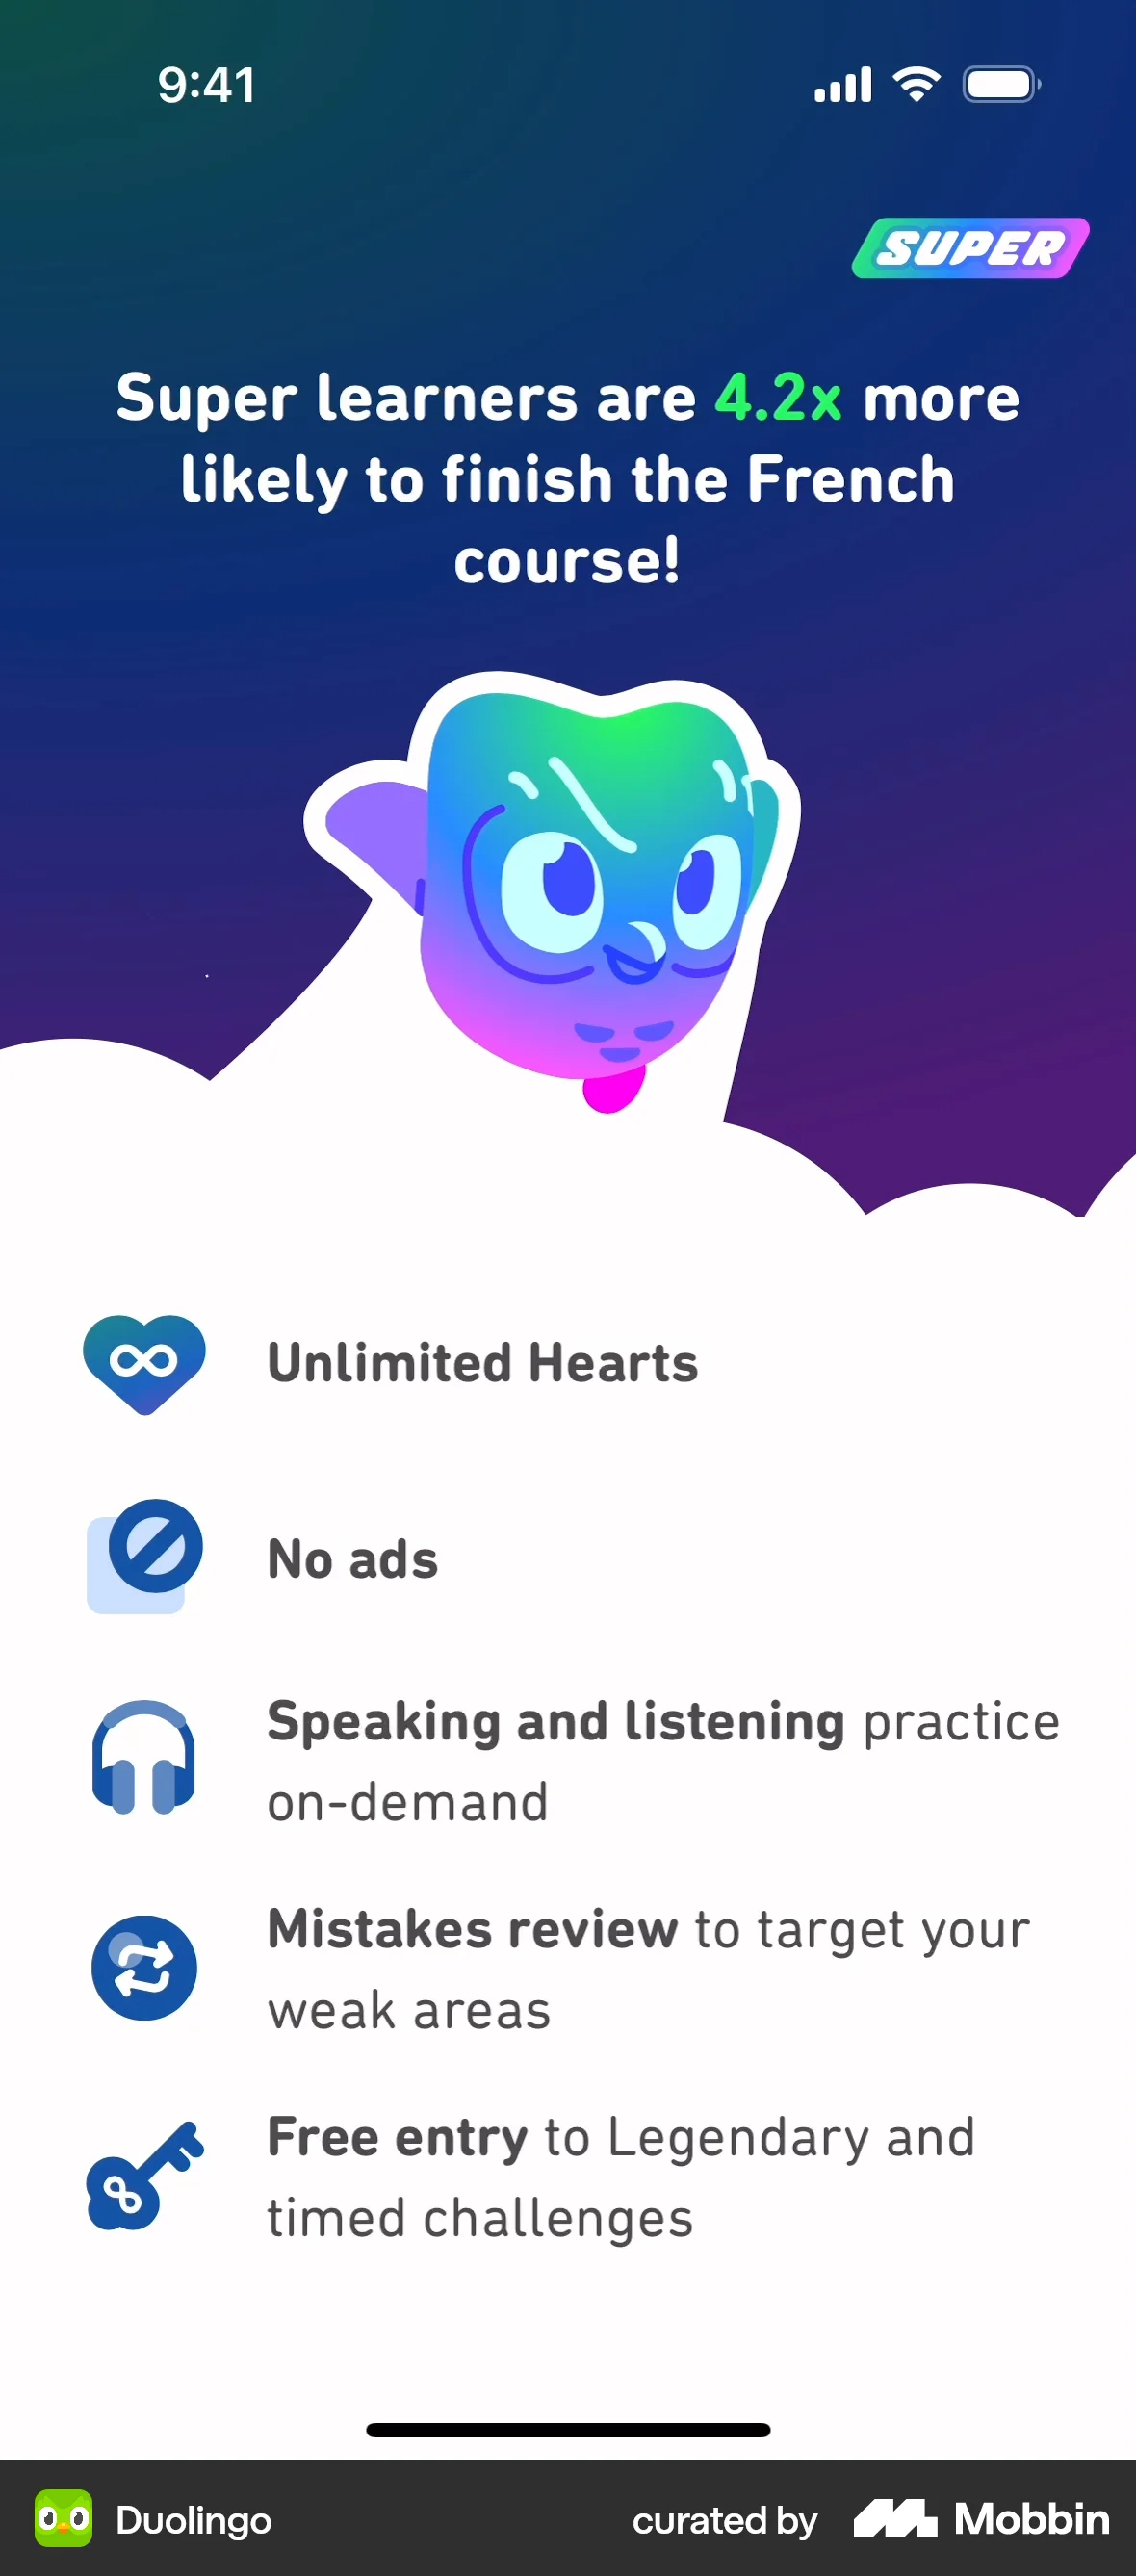 9:41
SUPER
Super learners are 4.2x more
likely to finish the French
course!
Unlimited Hearts
No ads
Speaking and listening practice
on-demand
Mistakes review to target your
weak areas
Free entry to Legendary and
timed challenges
Duolingo
curated by Mobbin